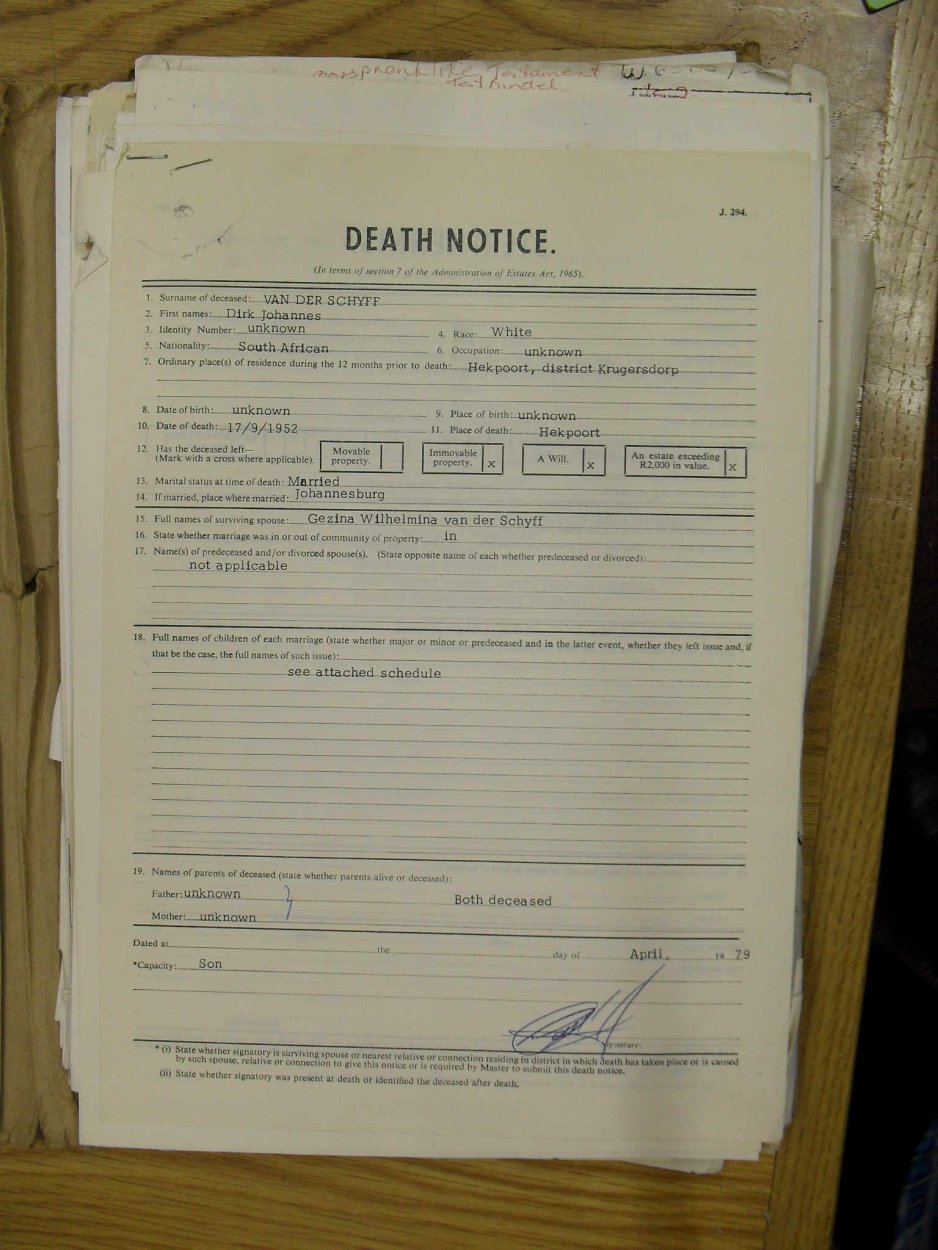 Testament
J. 294.
DEATH NOTICE.
(In terms of section 7 of the Administration of Estates Act, 1965).
1. Surname of deceased: VAN DER SCHYFF
2. First names: Dirk Johannes
3. Identity Number: unknown 4. Race: White
5. Nationality: South African 6. Occupation: unknown
7. Ordinary place(s) of residence during the 12 months prior to death: Hekpoort, district Krugersdorp
8. Date of birth: unknown 9. Place of birth: unknown
10. Date of death: 17/9/1952 11. Place of death: Hekpoort
12. Has the deceased left— Movable Immovable A Will. An estate exceeding
(Mark with a cross where applicable). property. property. x x R2,000 in value. x
13. Marital status at time of death: Married
14. If married, place where married: Johannesburg
15. Full names of surviving spouse: Gezina Wilhelmina van der Schyff
16. State whether marriage was in or out of community of property: in
17. Name(s) of predeceased and/or divorced spouse(s). (State opposite name of each whether predeceased or divorced):
not applicable
18. Full names of children of each marriage (state whether major or minor or predeceased and in the latter event, whether they left issue and, if
that be the case, the full names of such issue):
see attached schedule
19. Names of parents of deceased (state whether parents alive or deceased):
Father: unknown
Both deceased
Mother: unknown
Dated at the day of April, 19 79
*Capacity: Son
Signature.
* (i) State whether signatory is surviving spouse or nearest relative or connection residing in district in which death has taken place or is caused
by such spouse, relative or connection to give this notice or is required by Master to submit this death notice.
(ii) State whether signatory was present at death or identified the deceased after death.